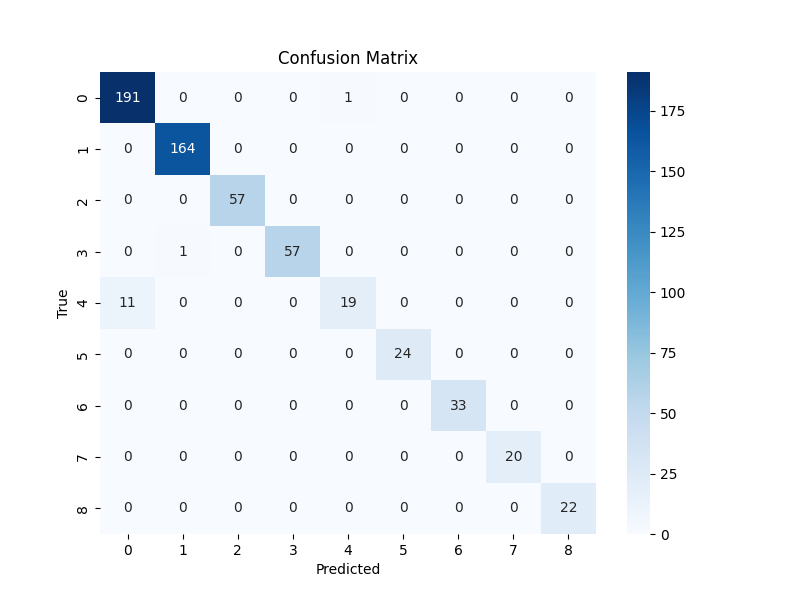 Confusion Matrix
True
0 191 0 0 0 1 0 0 0 0
1 0 164 0 0 0 0 0 0 0
2 0 0 57 0 0 0 0 0 0
3 0 1 0 57 0 0 0 0 0
4 11 0 0 0 19 0 0 0 0
5 0 0 0 0 0 24 0 0 0
6 0 0 0 0 0 0 33 0 0
7 0 0 0 0 0 0 0 20 0
8 0 0 0 0 0 0 0 0 22
0 1 2 3 4 5 6 7 8
Predicted
175
150
125
100
75
50
25
0